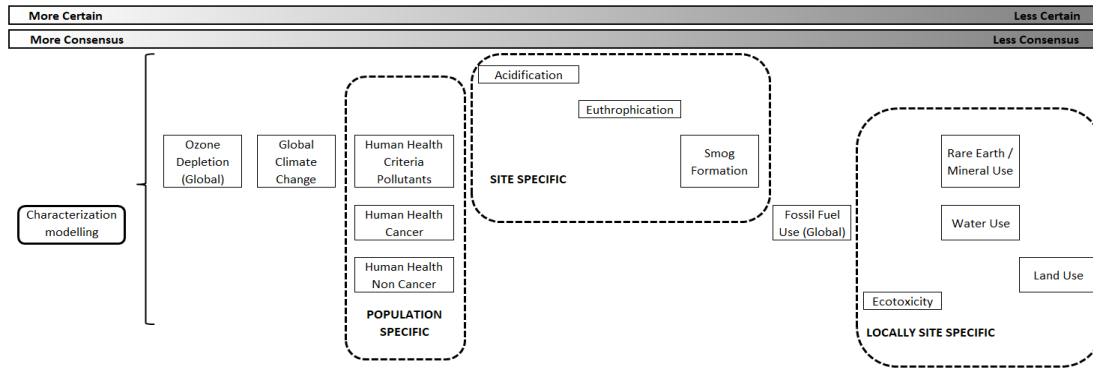 More Certain
Less Certain
More Consensus
Less Consensus
Characterization
modelling
Ozone
Depletion
(Global)
Global
Climate
Change
Human Health
Criteria
Pollutants
Human Health
Cancer
Human Health
Non Cancer
POPULATION
SPECIFIC
Acidification
Euthrophication
Smog
Formation
SITE SPECIFIC
Fossil Fuel
Use (Global)
Rare Earth /
Mineral Use
Water Use
Land Use
Ecotoxicity
LOCALLY SITE SPECIFIC